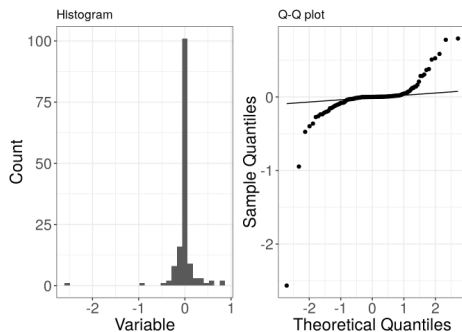 Histogram
100
75
50
25
0
Count
-2
-1
0
1
Variable
Q-Q plot
0
-1
-2
Sample Quantiles
-2
-1
0
1
2
Theoretical Quantiles